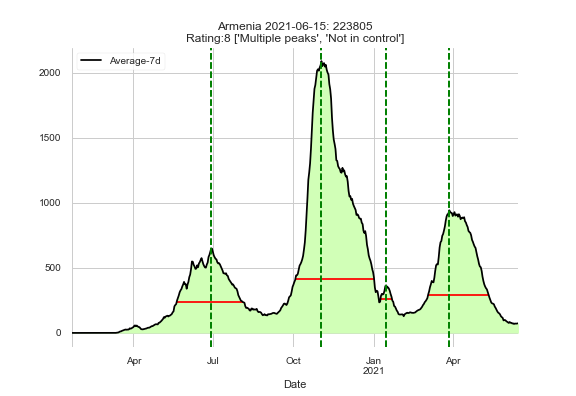 Armenia 2021-06-15: 223805
Rating:8 ['Multiple peaks', 'Not in control']
Average-7d
2000
1500
1000
500
0
Apr Jul Oct Jan Apr
2021
Date